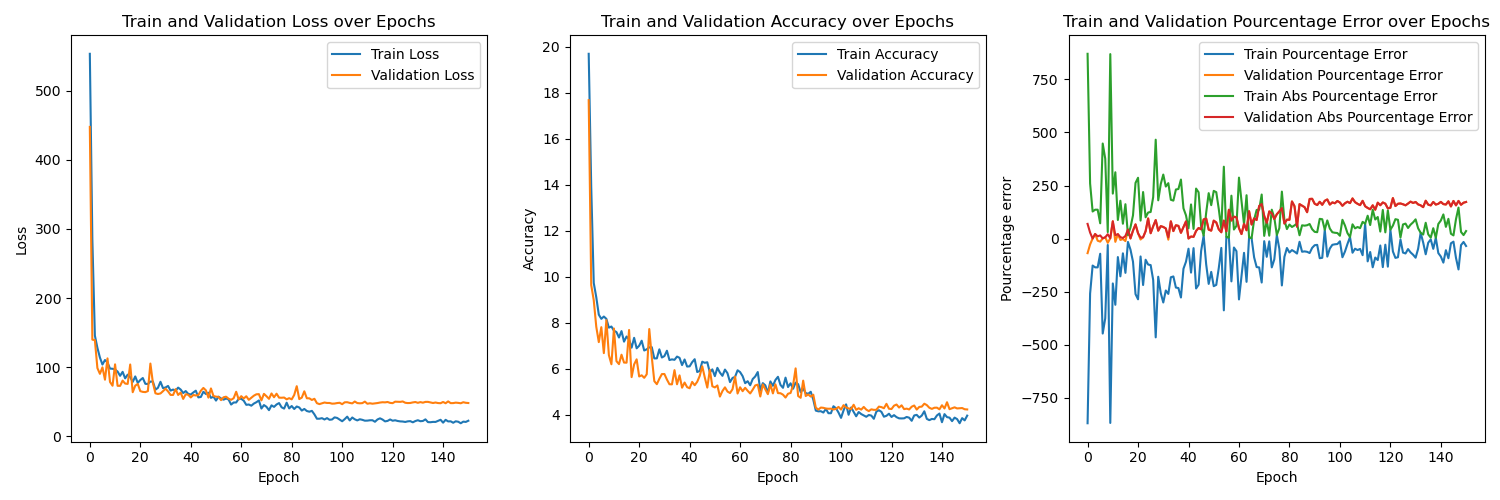 Train and Validation Loss over Epochs
Loss
500
400
300
200
100
0
Train Loss
Validation Loss
0 20 40 60 80 100 120 140
Epoch
Train and Validation Accuracy over Epochs
Accuracy
20
18
16
14
12
10
8
6
4
Train Accuracy
Validation Accuracy
0 20 40 60 80 100 120 140
Epoch
Train and Validation Pourcentage Error over Epochs
Pourcentage error
750
500
250
0
−250
−500
−750
Train Pourcentage Error
Validation Pourcentage Error
Train Abs Pourcentage Error
Validation Abs Pourcentage Error
0 20 40 60 80 100 120 140
Epoch